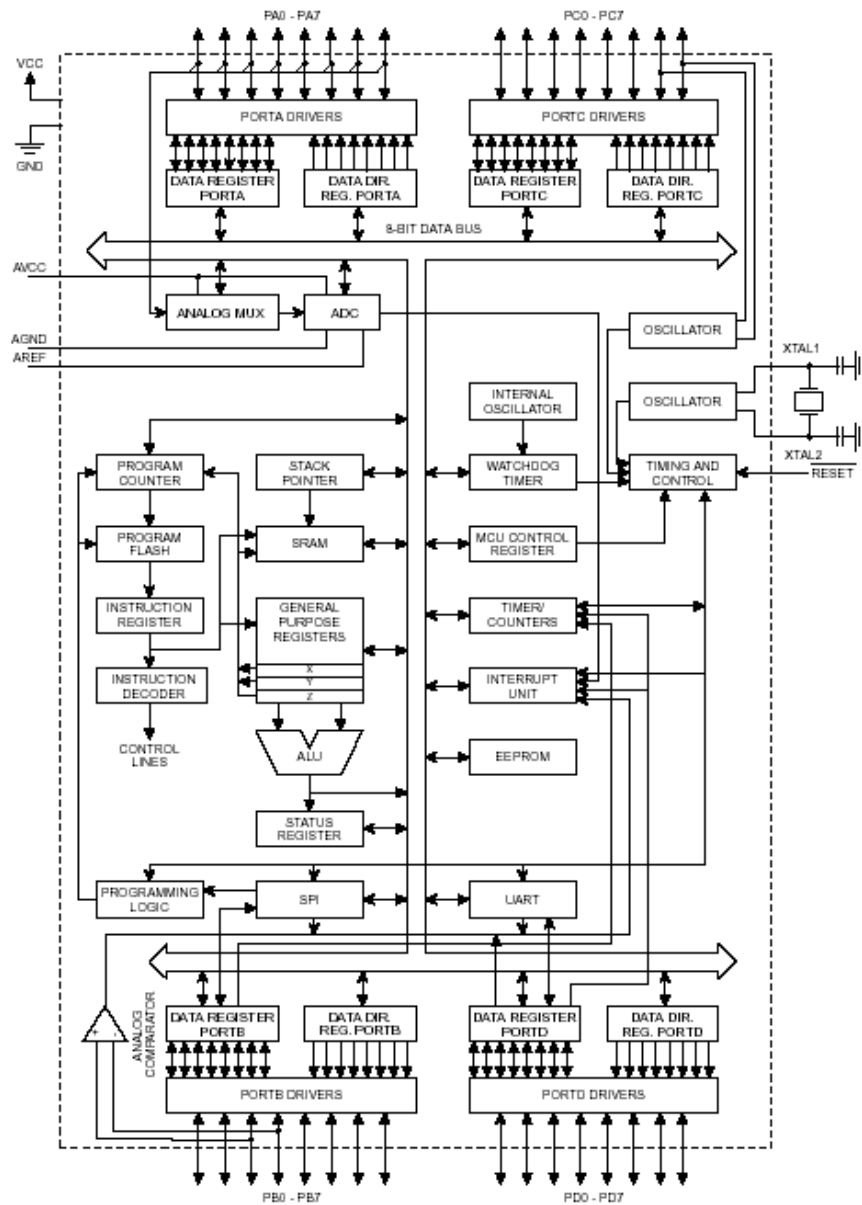 PA0 - PA7
PC0 - PC7
VCC
GND
PORTA DRIVERS
PORTC DRIVERS
DATA REGISTER
PORTA
DATA DIR.
REG. PORTA
DATA REGISTER
PORTC
DATA DIR.
REG. PORTC
8-BIT DATA BUS
AVCC
ANALOG MUX
ADC
AGND
AREF
OSCILLATOR
XTAL1
INTERNAL
OSCILLATOR
OSCILLATOR
XTAL2
RESET
PROGRAM
COUNTER
STACK
POINTER
WATCHDOG
TIMER
TIMING AND
CONTROL
PROGRAM
FLASH
SRAM
MCU CONTROL
REGISTER
INSTRUCTION
REGISTER
GENERAL
PURPOSE
REGISTERS
X
Y
Z
TIMER/
COUNTERS
INSTRUCTION
DECODER
INTERRUPT
UNIT
CONTROL
LINES
ALU
EEPROM
STATUS
REGISTER
PROGRAMMING
LOGIC
SPI
UART
ANALOG
COMPARATOR
+ -
DATA REGISTER
PORTB
DATA DIR.
REG. PORTB
DATA REGISTER
PORTD
DATA DIR.
REG. PORTD
PORTB DRIVERS
PORTD DRIVERS
PB0 - PB7
PD0 - PD7